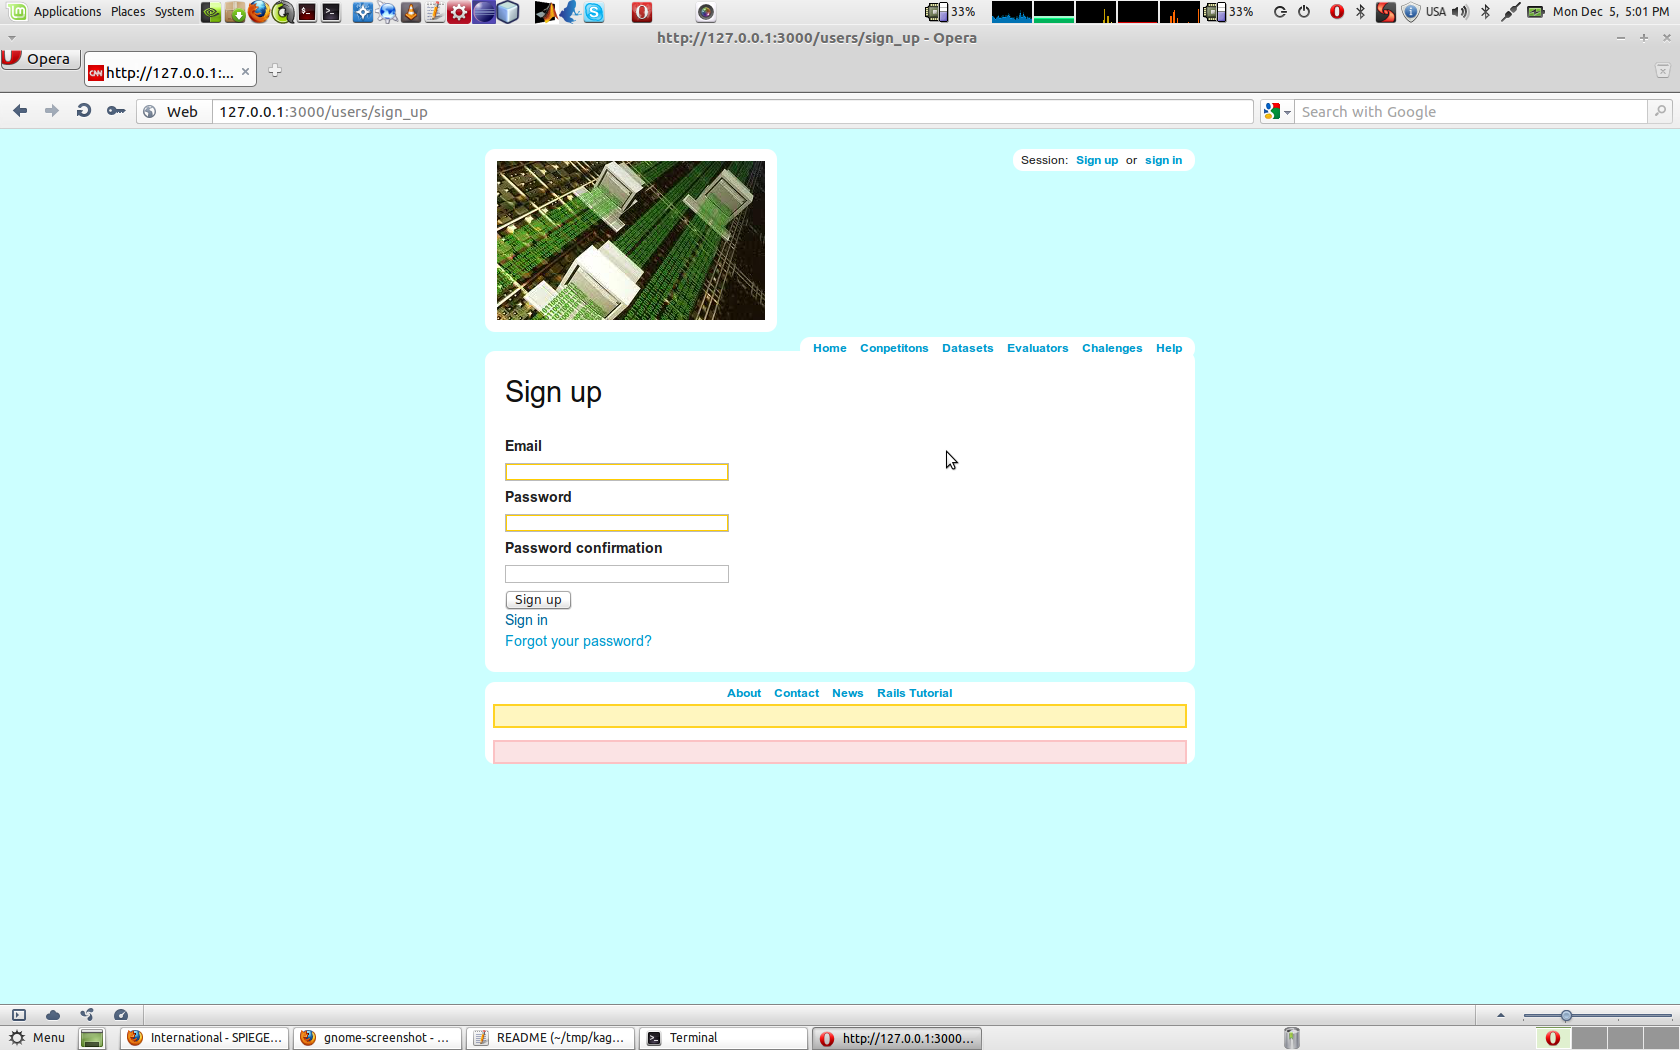 Applications Places System 33% 33% USA Mon Dec 5, 5:01 PM
http://127.0.0.1:3000/users/sign_up - Opera
Opera
CNN http://127.0.0.1:...
Web 127.0.0.1:3000/users/sign_up Search with Google
Session: Sign up or sign in
Home Conpetitons Datasets Evaluators Chalenges Help
Sign up
Email
Password
Password confirmation
Sign up
Sign in
Forgot your password?
About Contact News Rails Tutorial
Menu International - SPIEGE... gnome-screenshot - ... README (~/tmp/kag... Terminal http://127.0.0.1:3000...